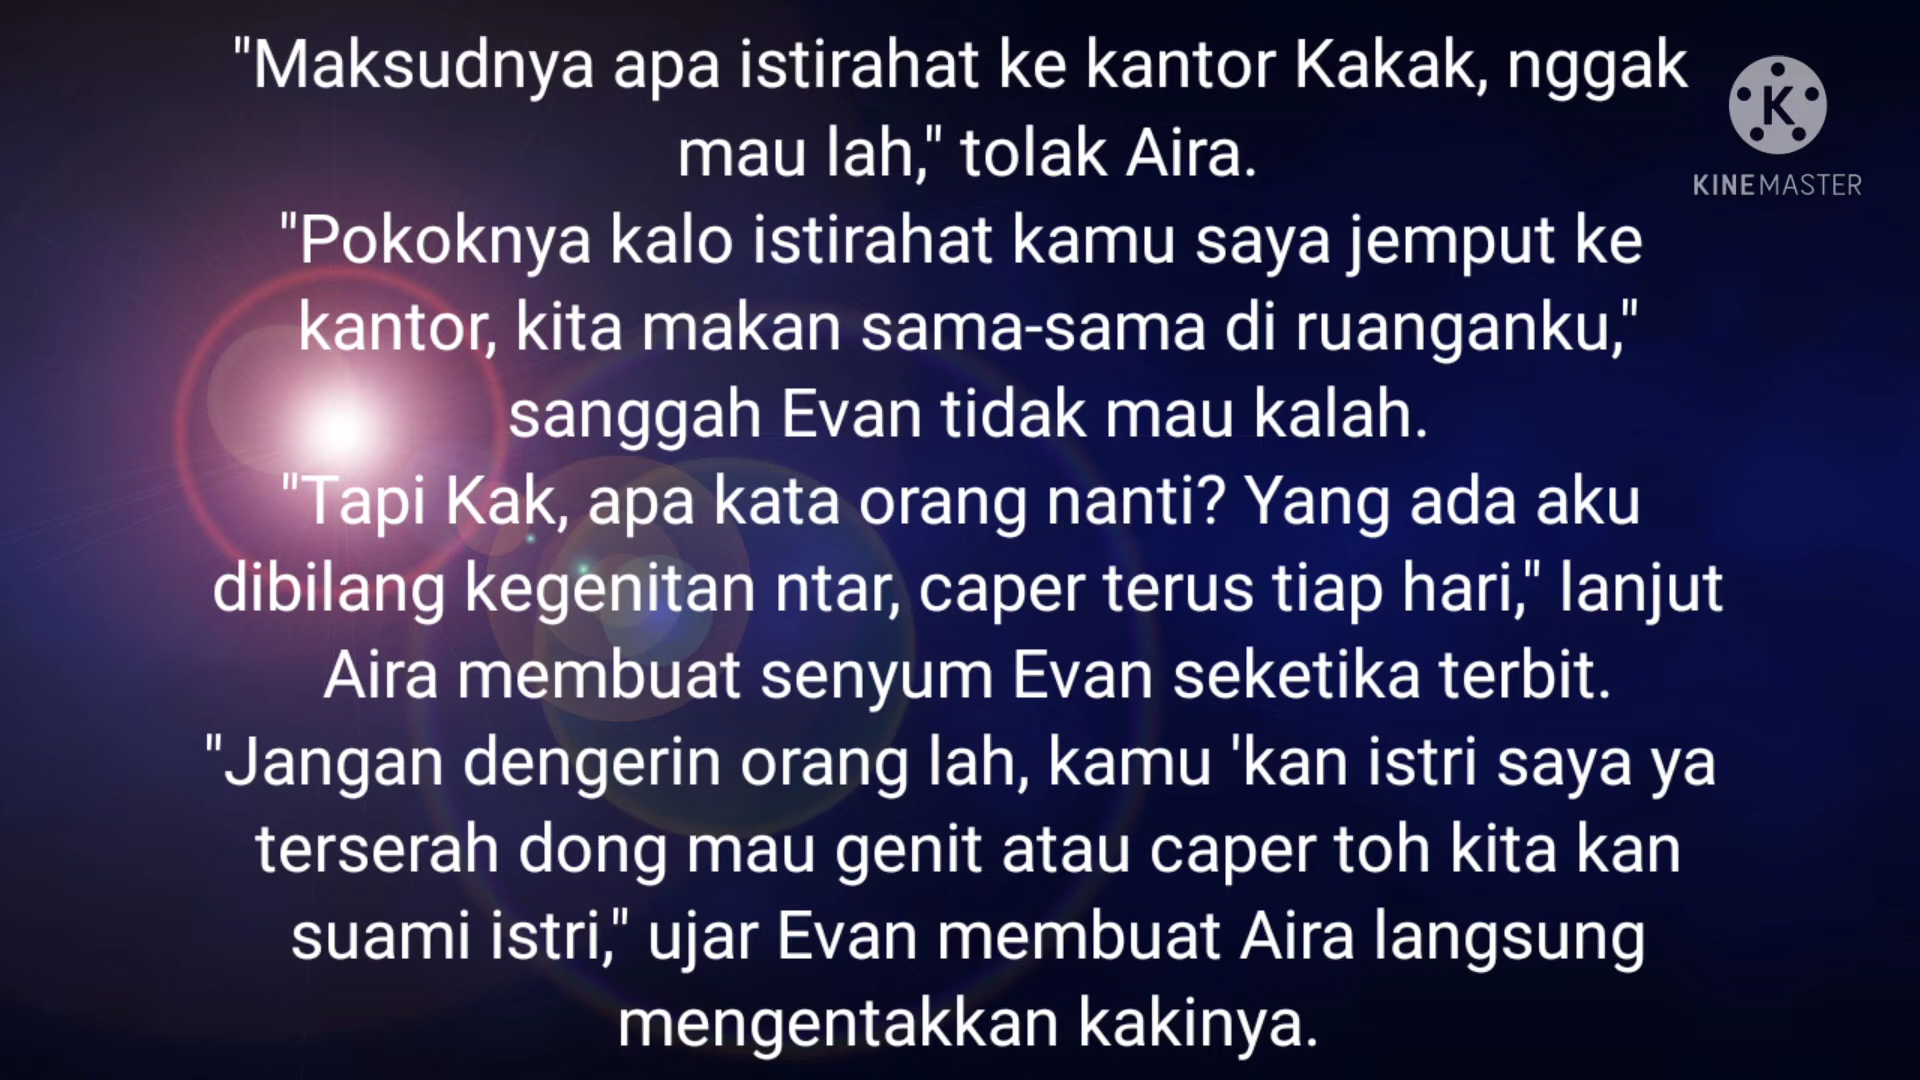 "Maksudnya apa istirahat ke kantor Kakak, nggak
mau lah," tolak Aira.
"Pokoknya kalo istirahat kamu saya jemput ke
kantor, kita makan sama-sama di ruanganku,"
sanggah Evan tidak mau kalah.
"Tapi Kak, apa kata orang nanti? Yang ada aku
dibilang kegenitan ntar, caper terus tiap hari," lanjut
Aira membuat senyum Evan seketika terbit.
"Jangan dengerin orang lah, kamu 'kan istri saya ya
terserah dong mau genit atau caper toh kita kan
suami istri," ujar Evan membuat Aira langsung
mengentakkan kakinya.
K
KINEMASTER